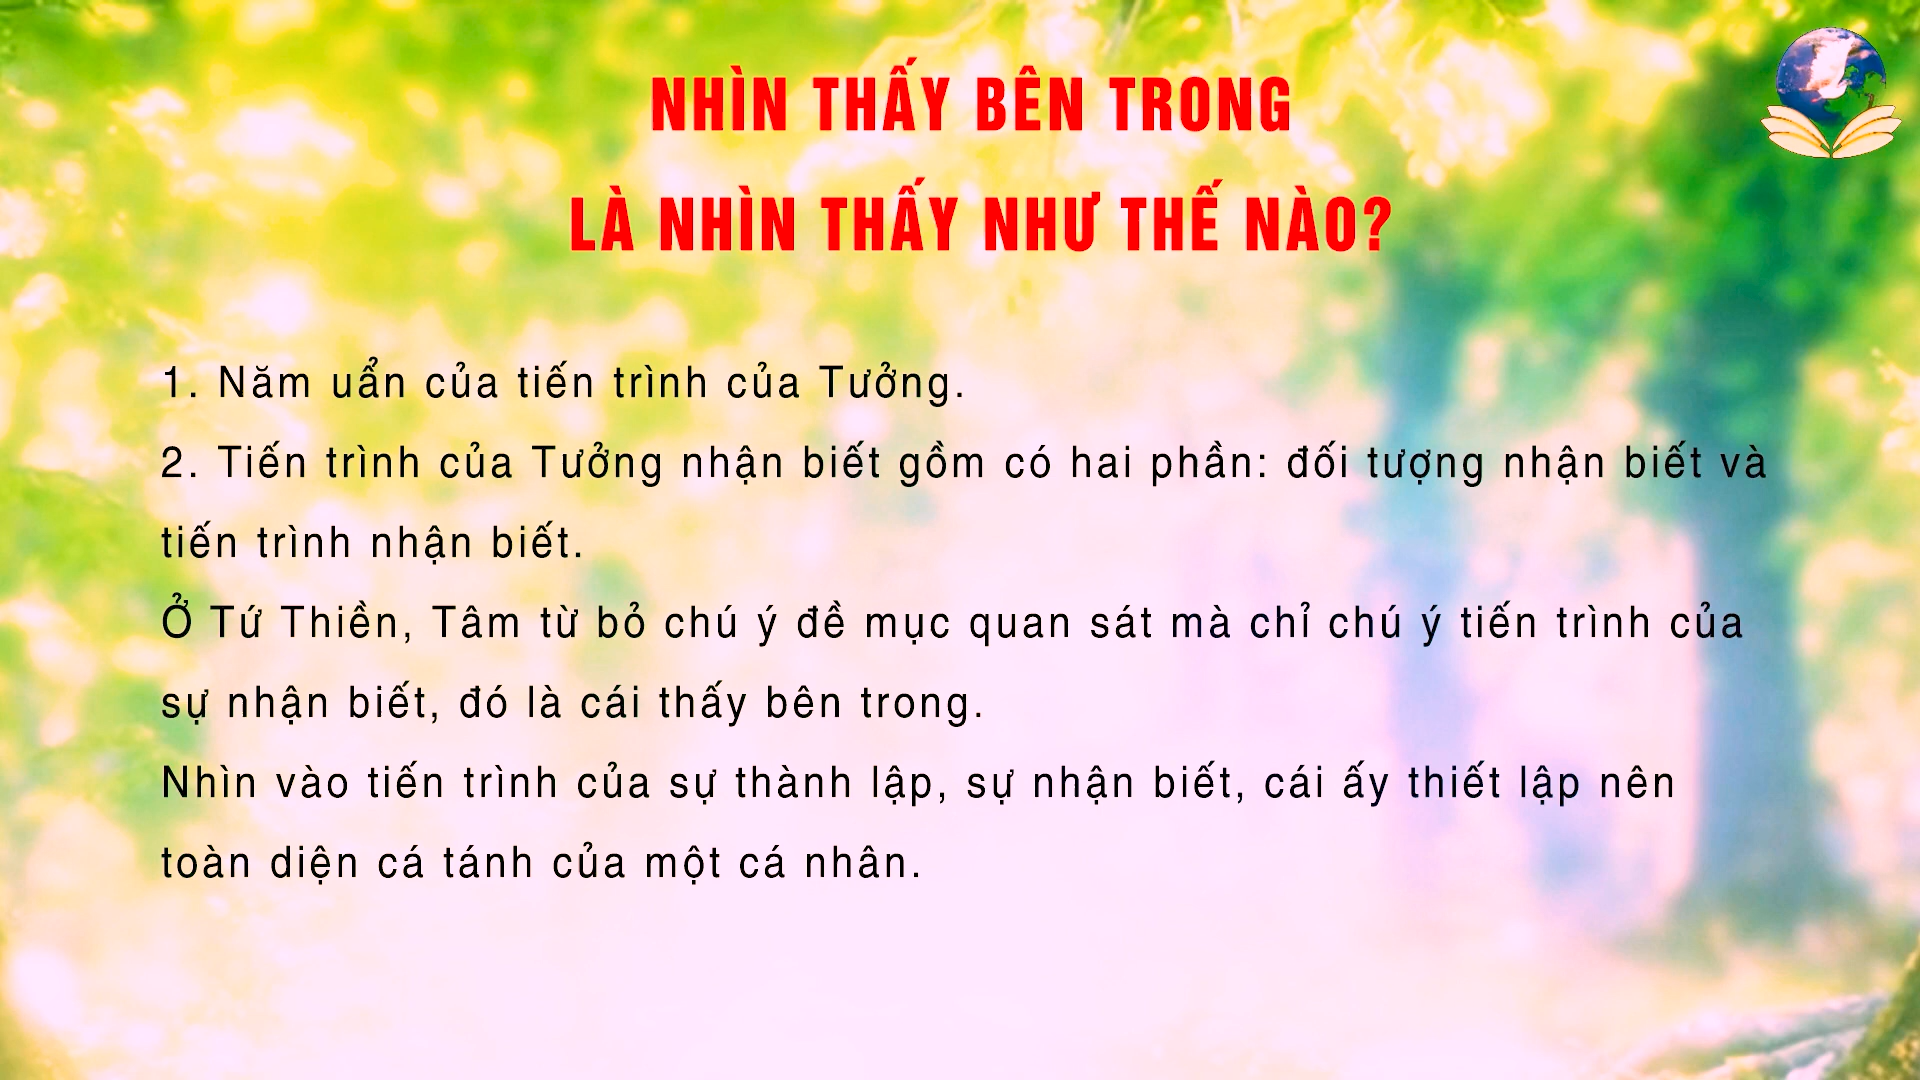 NHÌN THẤY BÊN TRONG
LÀ NHÌN THẤY NHƯ THẾ NÀO?
1. Năm uẩn của tiến trình của Tưởng.
2. Tiến trình của Tưởng nhận biết gồm có hai phần: đối tượng nhận biết và
tiến trình nhận biết.
Ở Tứ Thiền, Tâm từ bỏ chú ý đề mục quan sát mà chỉ chú ý tiến trình của
sự nhận biết, đó là cái thấy bên trong.
Nhìn vào tiến trình của sự thành lập, sự nhận biết, cái ấy thiết lập nên
toàn diện cá tánh của một cá nhân.